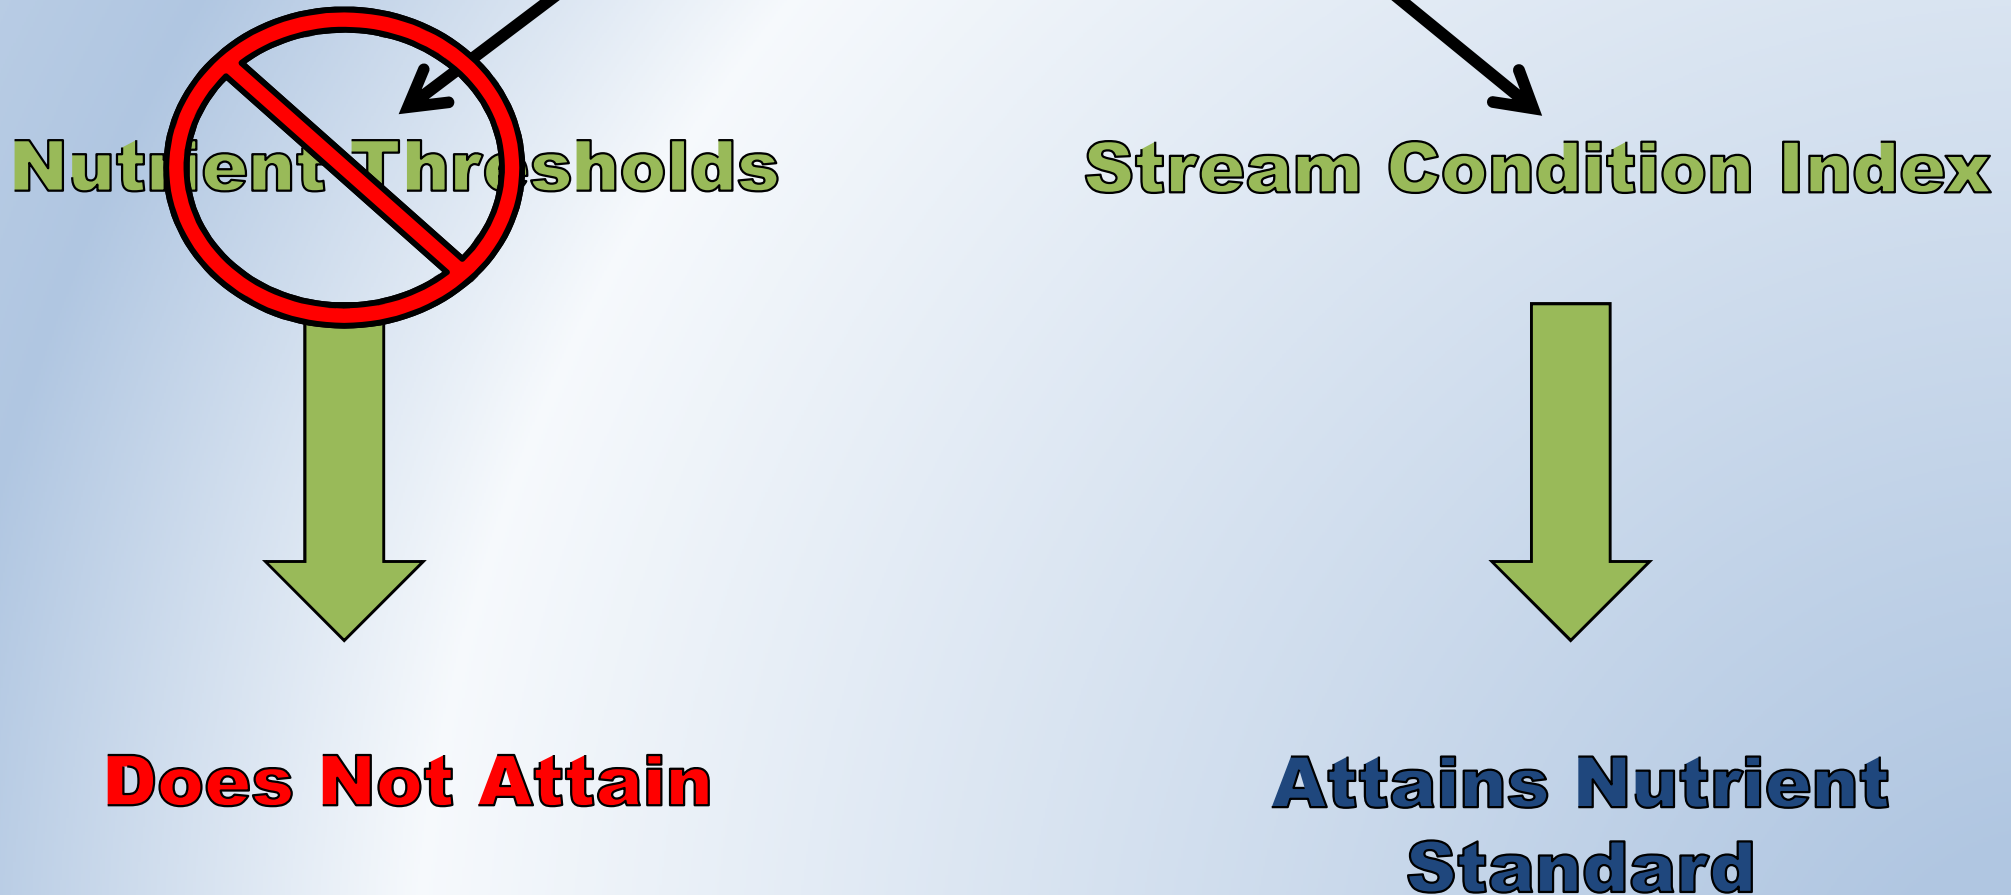 Nutrient Thresholds
Stream Condition Index
Does Not Attain
Attains Nutrient
Standard